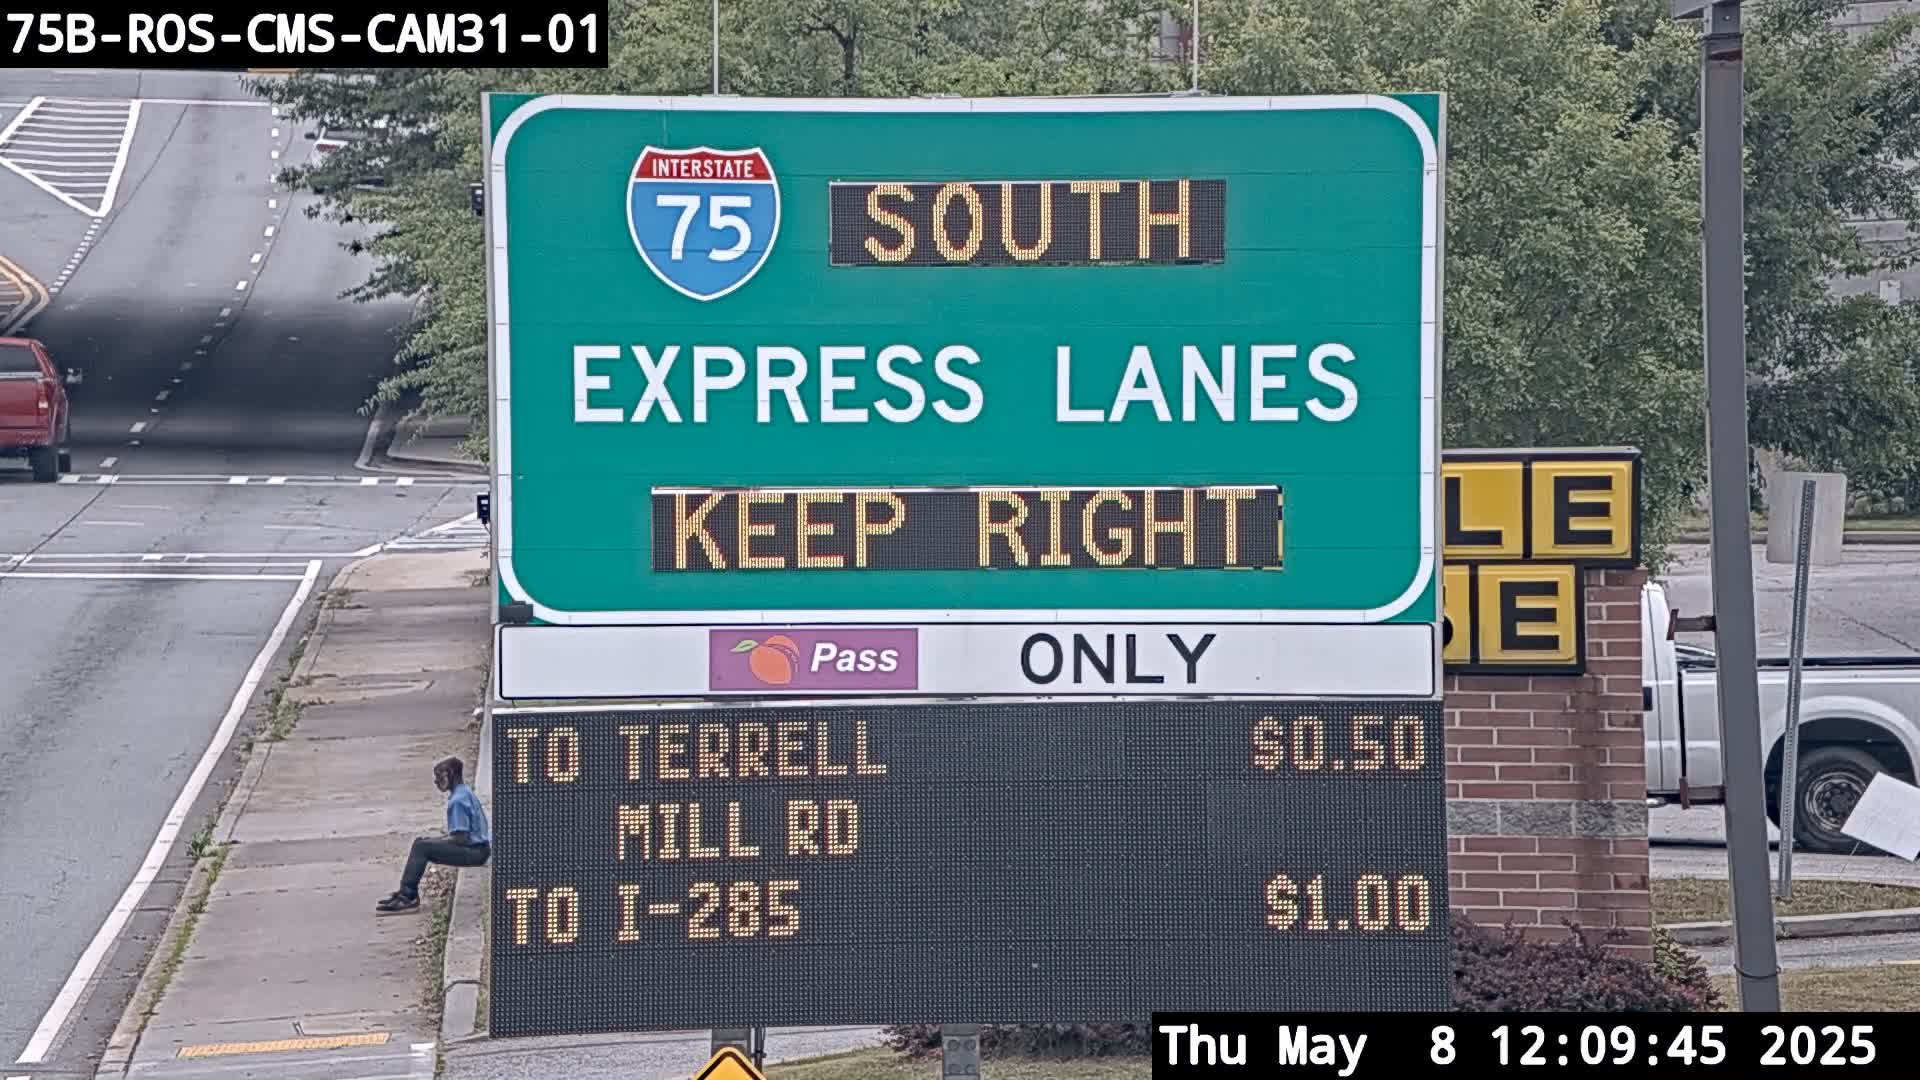 75B-ROS-CMS-CAM31-01
INTERSTATE
75
SOUTH
EXPRESS LANES
KEEP RIGHT
Pass ONLY
TO TERRELL $0.50
MILL RD
TO I-285 $1.00
LE
E
Thu May 8 12:09:45 2025